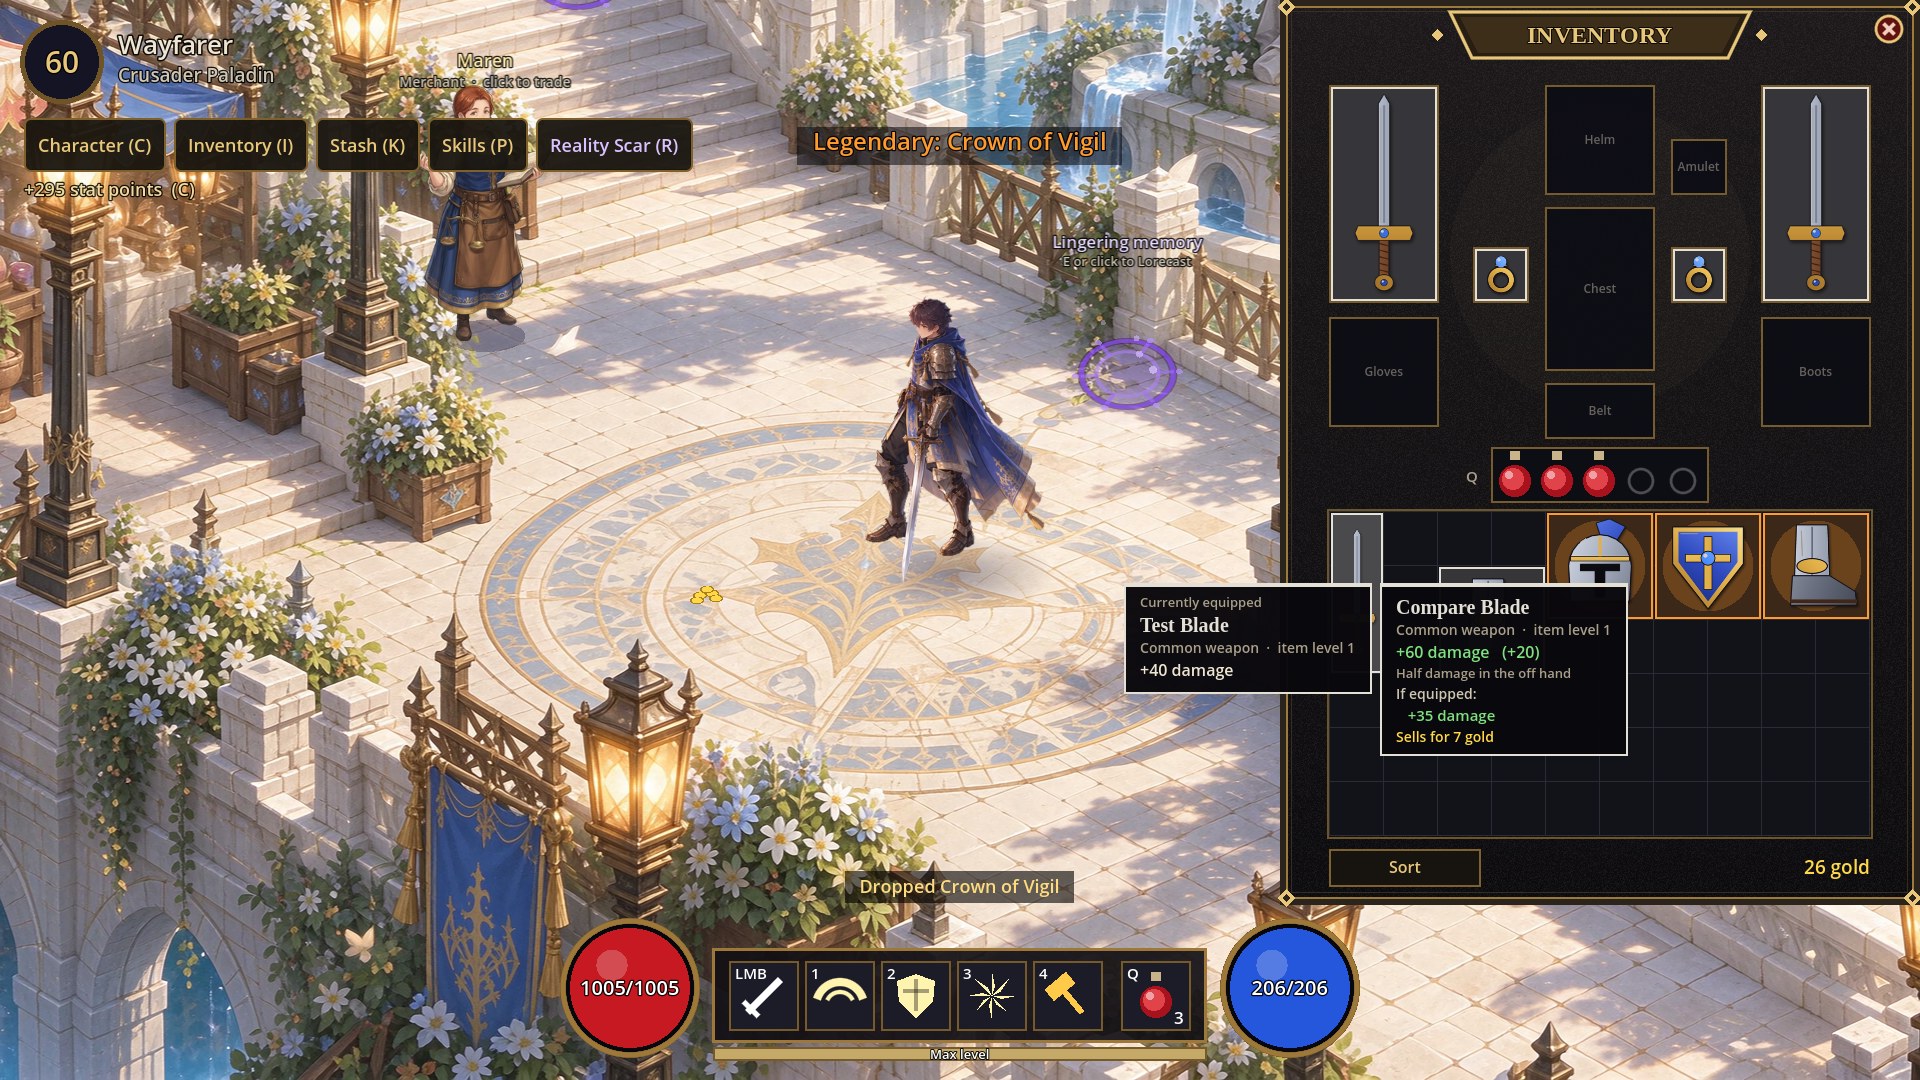 60
Wayfarer
Crusader Paladin
Character (C)
Inventory (I)
Stash (K)
Skills (P)
Reality Scar (R)
+295 stat points (C)
Maren
Merchant · click to trade
Legendary: Crown of Vigil
Lingering memory
E or click to Lorecast
INVENTORY
Helm
Amulet
Chest
Gloves
Boots
Belt
Q
Currently equipped
Test Blade
Common weapon · item level 1
+40 damage
Compare Blade
Common weapon · item level 1
+60 damage (+20)
Half damage in the off hand
If equipped:
+35 damage
Sells for 7 gold
Sort
26 gold
Dropped Crown of Vigil
1005/1005
LMB
1
2
3
4
Q
3
206/206
Max level